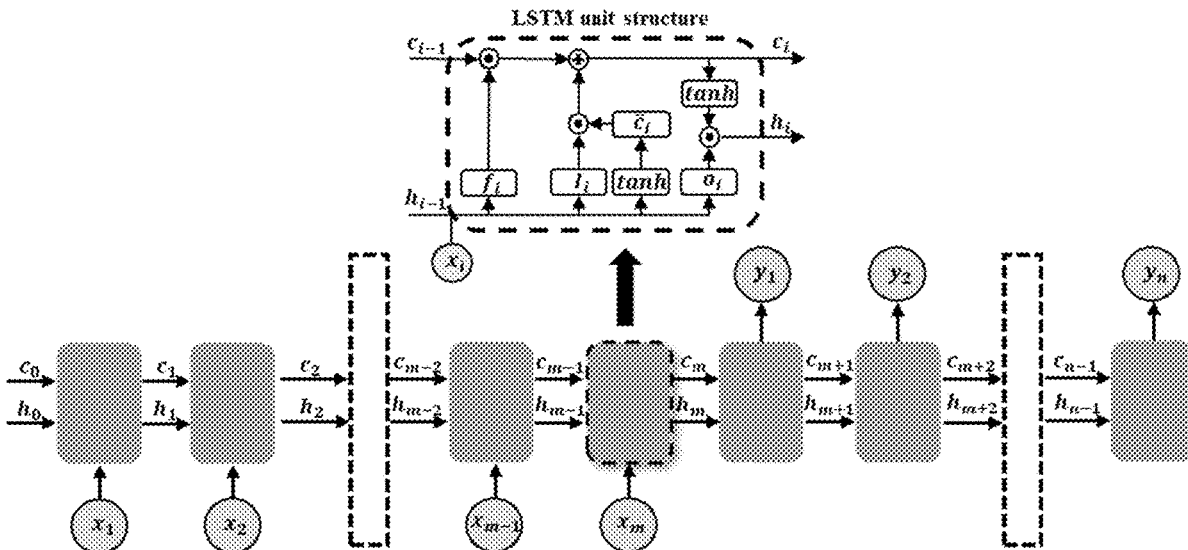 LSTM unit structure
c_{i-1} c_i
tanh
c̃_i h_i
f_i I_i tanh o_i
h_{i-1}
x_i y_1 y_2 y_n
c_0 c_1 c_2 c_{m-2} c_{m-1} c_m c_{m+1} c_{m+2} c_{n-1}
h_0 h_1 h_2 h_{m-2} h_{m-1} h_m h_{m+1} h_{m+2} h_{n-1}
x_1 x_2 x_{m-1} x_m